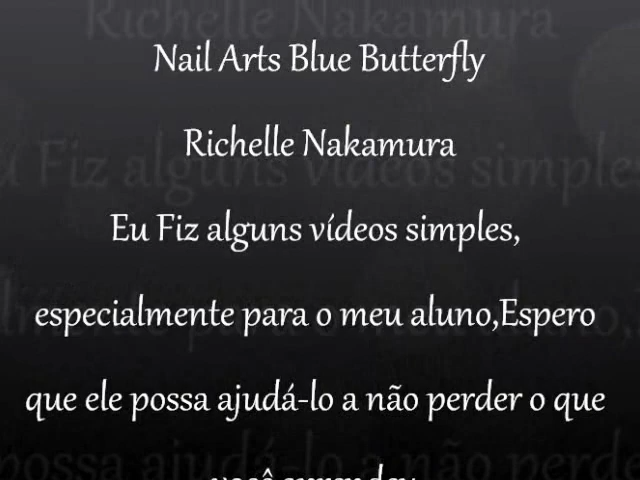 Nail Arts Blue Butterfly
Richelle Nakamura
Eu Fiz alguns vídeos simples,
especialmente para o meu aluno,Espero
que ele possa ajudá-lo a não perder o que
você